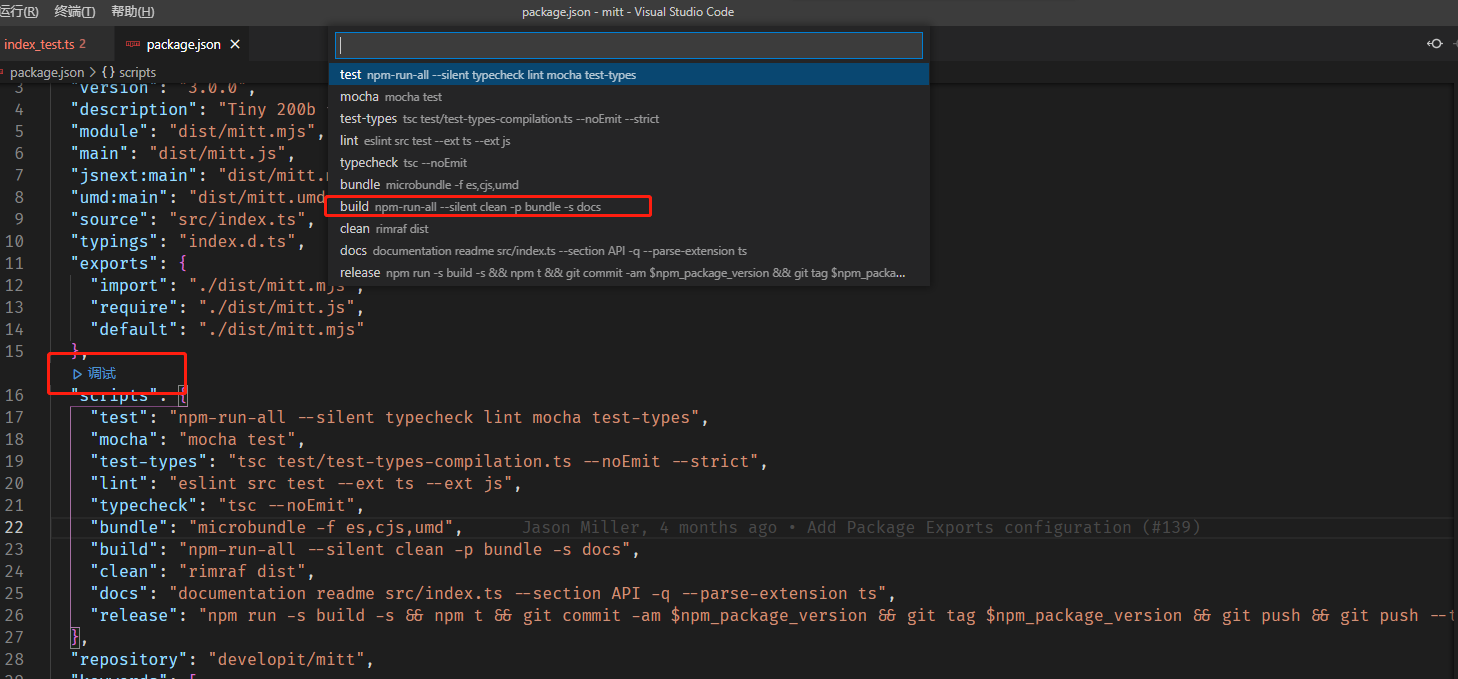 运行(R) 终端(T) 帮助(H) package.json - mitt - Visual Studio Code
index_test.ts 2 package.json ×
package.json > {} scripts
test npm-run-all --silent typecheck lint mocha test-types
mocha mocha test
test-types tsc test/test-types-compilation.ts --noEmit --strict
lint eslint src test --ext ts --ext js
typecheck tsc --noEmit
bundle microbundle -f es,cjs,umd
build npm-run-all --silent clean -p bundle -s docs
clean rimraf dist
docs documentation readme src/index.ts --section API -q --parse-extension ts
release npm run -s build -s && npm t && git commit -am $npm_package_version && git tag $npm_packa...
3 "version": "3.0.0",
4 "description": "Tiny 200b
5 "module": "dist/mitt.mjs",
6 "main": "dist/mitt.js",
7 "jsnext:main": "dist/mitt.
8 "umd:main": "dist/mitt.umd
9 "source": "src/index.ts",
10 "typings": "index.d.ts",
11 "exports": {
12 "import": "./dist/mitt.mjs",
13 "require": "./dist/mitt.js",
14 "default": "./dist/mitt.mjs"
15 },
调试
16 "scripts": {
17 "test": "npm-run-all --silent typecheck lint mocha test-types",
18 "mocha": "mocha test",
19 "test-types": "tsc test/test-types-compilation.ts --noEmit --strict",
20 "lint": "eslint src test --ext ts --ext js",
21 "typecheck": "tsc --noEmit",
22 "bundle": "microbundle -f es,cjs,umd", Jason Miller, 4 months ago • Add Package Exports configuration (#139)
23 "build": "npm-run-all --silent clean -p bundle -s docs",
24 "clean": "rimraf dist",
25 "docs": "documentation readme src/index.ts --section API -q --parse-extension ts",
26 "release": "npm run -s build -s && npm t && git commit -am $npm_package_version && git tag $npm_package_version && git push && git push --t
27 },
28 "repository": "developit/mitt",
29 "keywords": [